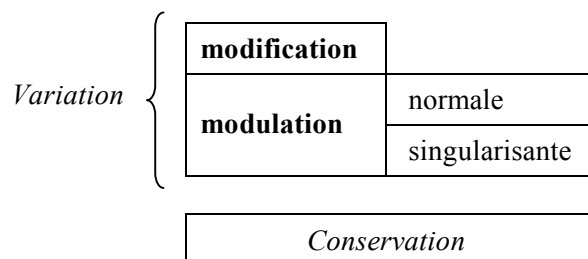 modification
Variation
modulation
normale
singularisante
Conservation